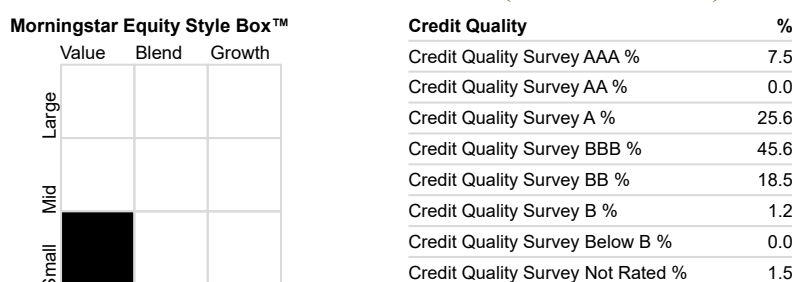 Morningstar Equity Style Box™
Value Blend Growth
Large
Mid
Small
Credit Quality %
Credit Quality Survey AAA % 7.5
Credit Quality Survey AA % 0.0
Credit Quality Survey A % 25.6
Credit Quality Survey BBB % 45.6
Credit Quality Survey BB % 18.5
Credit Quality Survey B % 1.2
Credit Quality Survey Below B % 0.0
Credit Quality Survey Not Rated % 1.5